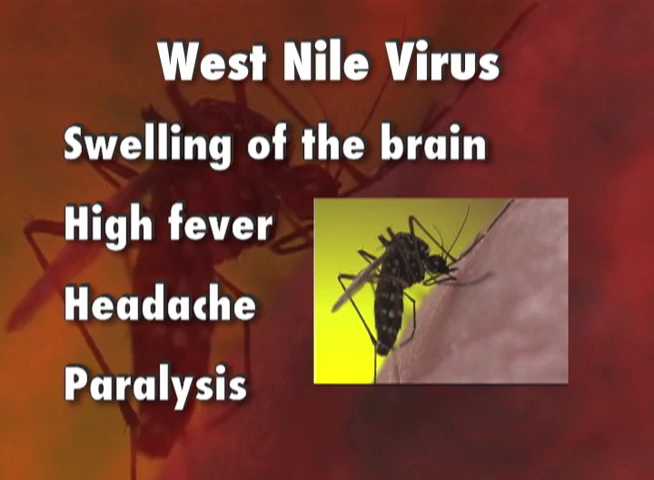 West Nile Virus
Swelling of the brain
High fever
Headache
Paralysis